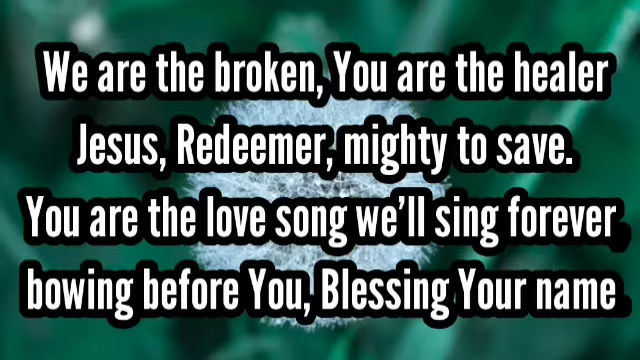 We are the broken, You are the healer
Jesus, Redeemer, mighty to save.
You are the love song we’ll sing forever
bowing before You, Blessing Your name